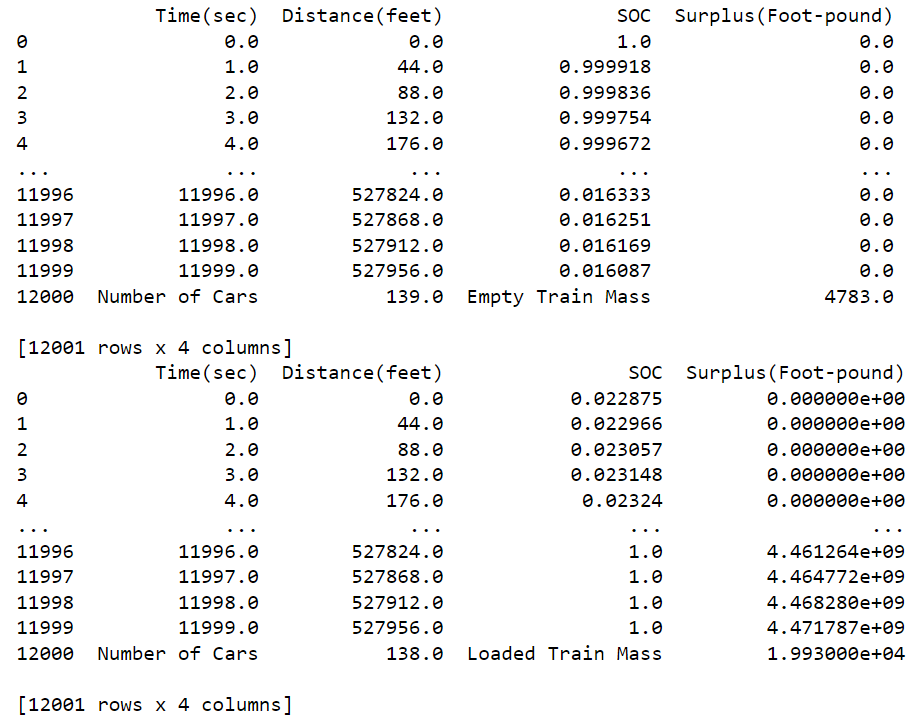 Time(sec) Distance(feet) SOC Surplus(Foot-pound)
0 0.0 0.0 1.0 0.0
1 1.0 44.0 0.999918 0.0
2 2.0 88.0 0.999836 0.0
3 3.0 132.0 0.999754 0.0
4 4.0 176.0 0.999672 0.0
... ... ... ... ...
11996 11996.0 527824.0 0.016333 0.0
11997 11997.0 527868.0 0.016251 0.0
11998 11998.0 527912.0 0.016169 0.0
11999 11999.0 527956.0 0.016087 0.0
12000 Number of Cars 139.0 Empty Train Mass 4783.0
[12001 rows x 4 columns]
Time(sec) Distance(feet) SOC Surplus(Foot-pound)
0 0.0 0.0 0.022875 0.000000e+00
1 1.0 44.0 0.022966 0.000000e+00
2 2.0 88.0 0.023057 0.000000e+00
3 3.0 132.0 0.023148 0.000000e+00
4 4.0 176.0 0.02324 0.000000e+00
... ... ... ... ...
11996 11996.0 527824.0 1.0 4.461264e+09
11997 11997.0 527868.0 1.0 4.464772e+09
11998 11998.0 527912.0 1.0 4.468280e+09
11999 11999.0 527956.0 1.0 4.471787e+09
12000 Number of Cars 138.0 Loaded Train Mass 1.993000e+04
[12001 rows x 4 columns]